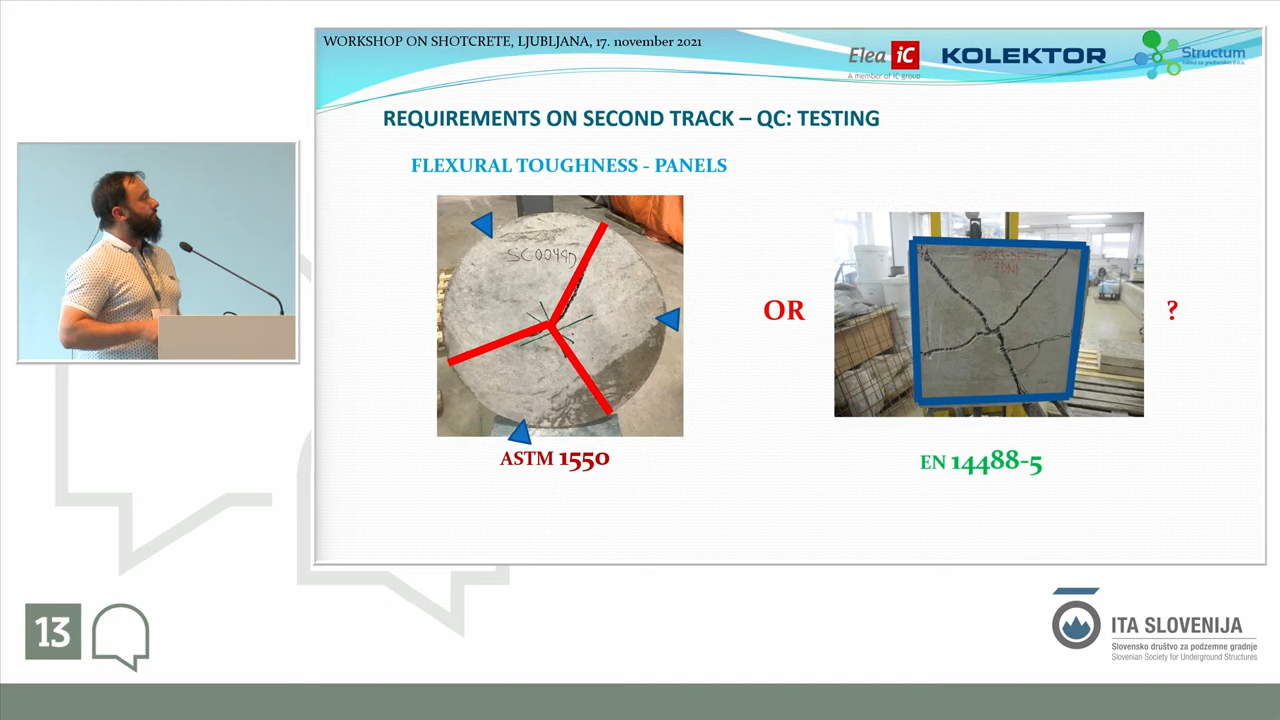 WORKSHOP ON SHOTCRETE, LJUBLJANA, 17. november 2021
Elea iC
A member of iC group
KOLEKTOR
Structum
REQUIREMENTS ON SECOND TRACK – QC: TESTING
FLEXURAL TOUGHNESS - PANELS
SC0049D
OR
?
ASTM 1550
EN 14488-5
13
ITA SLOVENIJA
Slovensko društvo za podzemne gradnje
Slovenian Society for Underground Structures